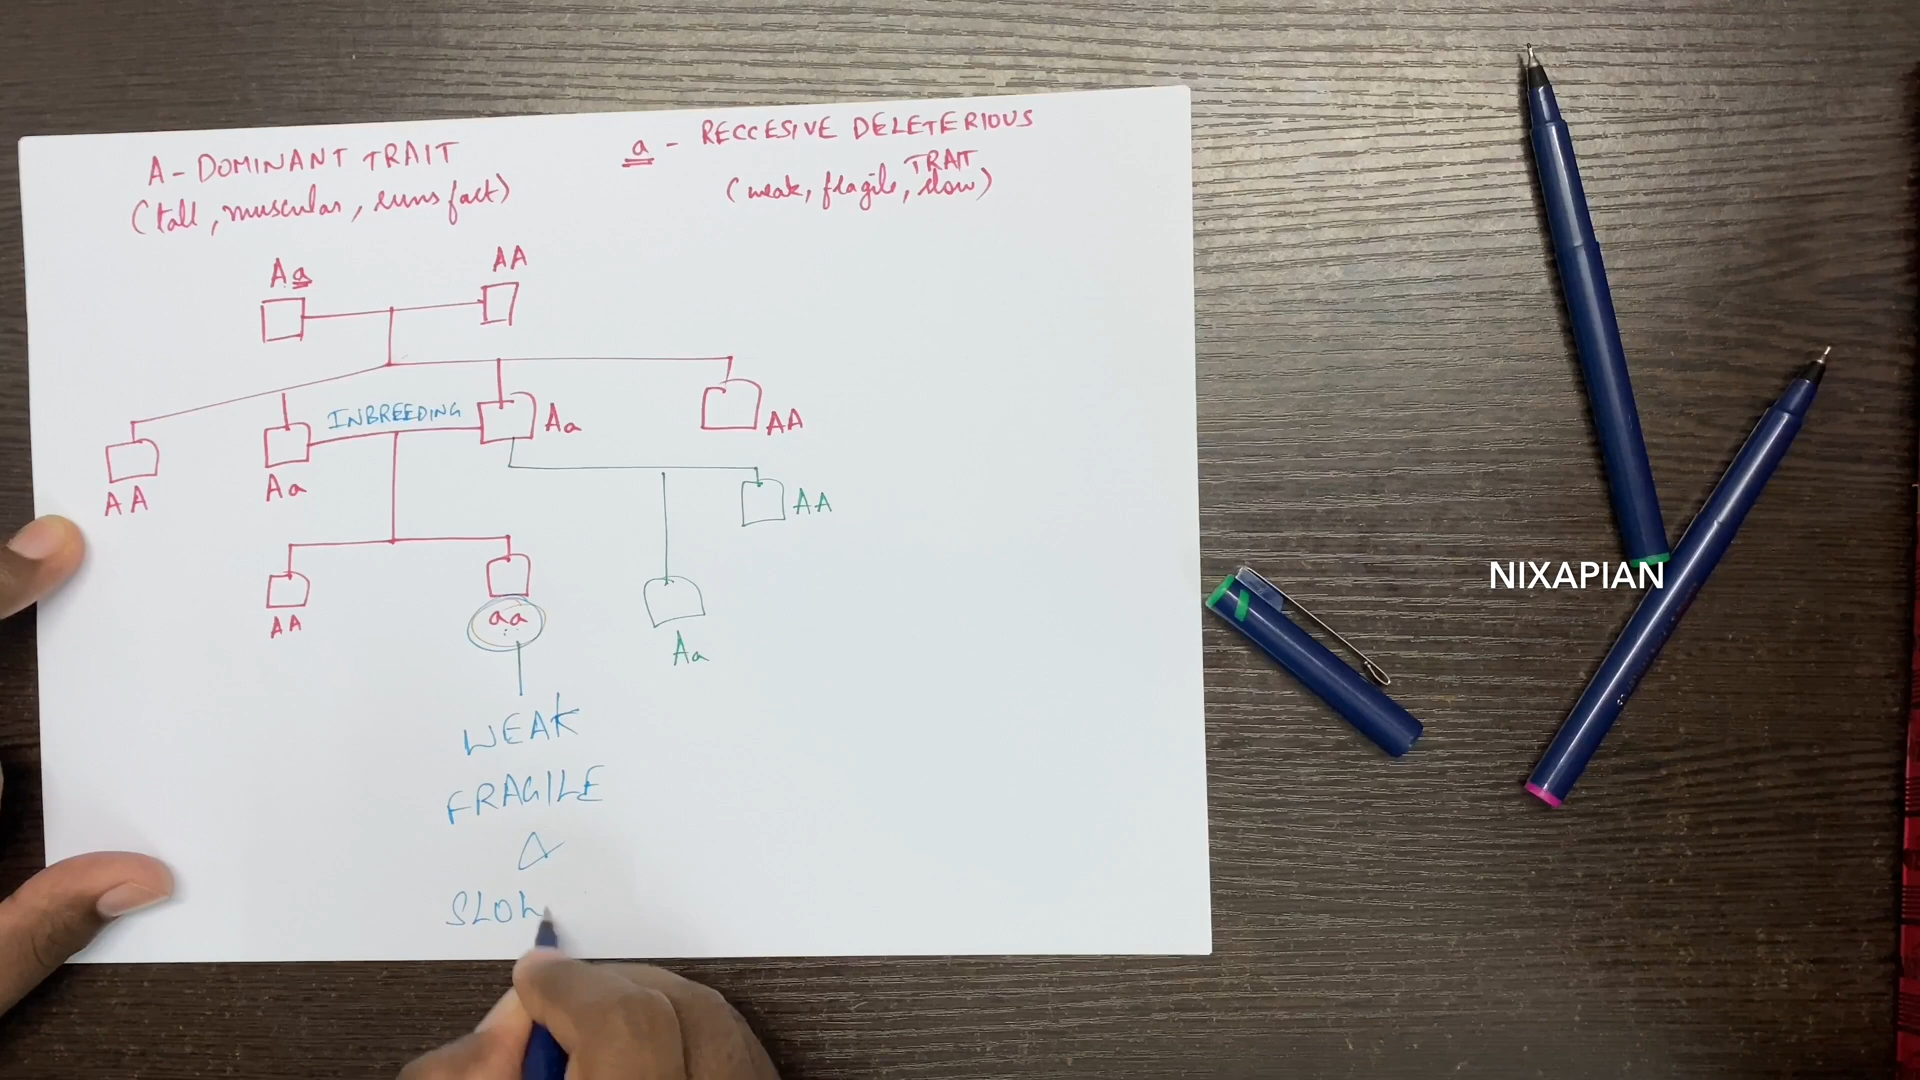 A - DOMINANT TRAIT
(tall, muscular, runs fast)
a - RECCESIVE DELETERIOUS
TRAIT
(weak, fragile, slow)
Aa
AA
INBREEDING
Aa
AA
AA
Aa
AA
AA
aa
Aa
WEAK
FRAGILE
&
SLOW
NIXAPIAN